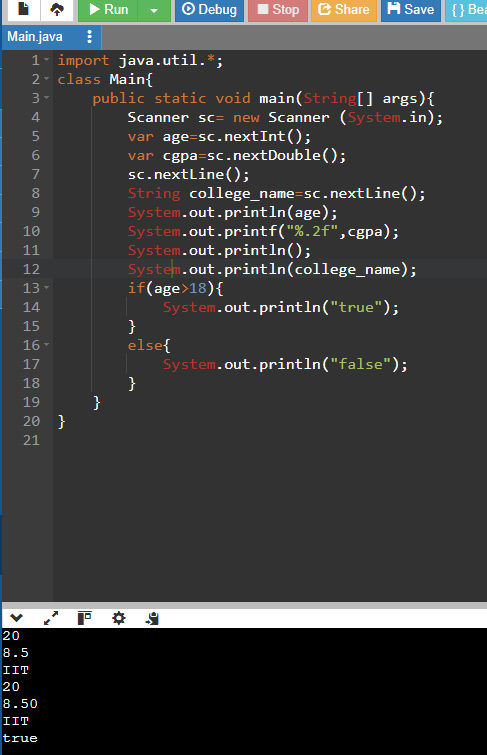 Run Debug Stop Share Save { } Bea
Main.java
1 import java.util.*;
2 class Main{
3     public static void main(String[] args){
4         Scanner sc= new Scanner (System.in);
5         var age=sc.nextInt();
6         var cgpa=sc.nextDouble();
7         sc.nextLine();
8         String college_name=sc.nextLine();
9         System.out.println(age);
10         System.out.printf("%.2f",cgpa);
11         System.out.println();
12         System.out.println(college_name);
13         if(age>18){
14             System.out.println("true");
15         }
16         else{
17             System.out.println("false");
18         }
19     }
20 }
21
20
8.5
IIT
20
8.50
IIT
true